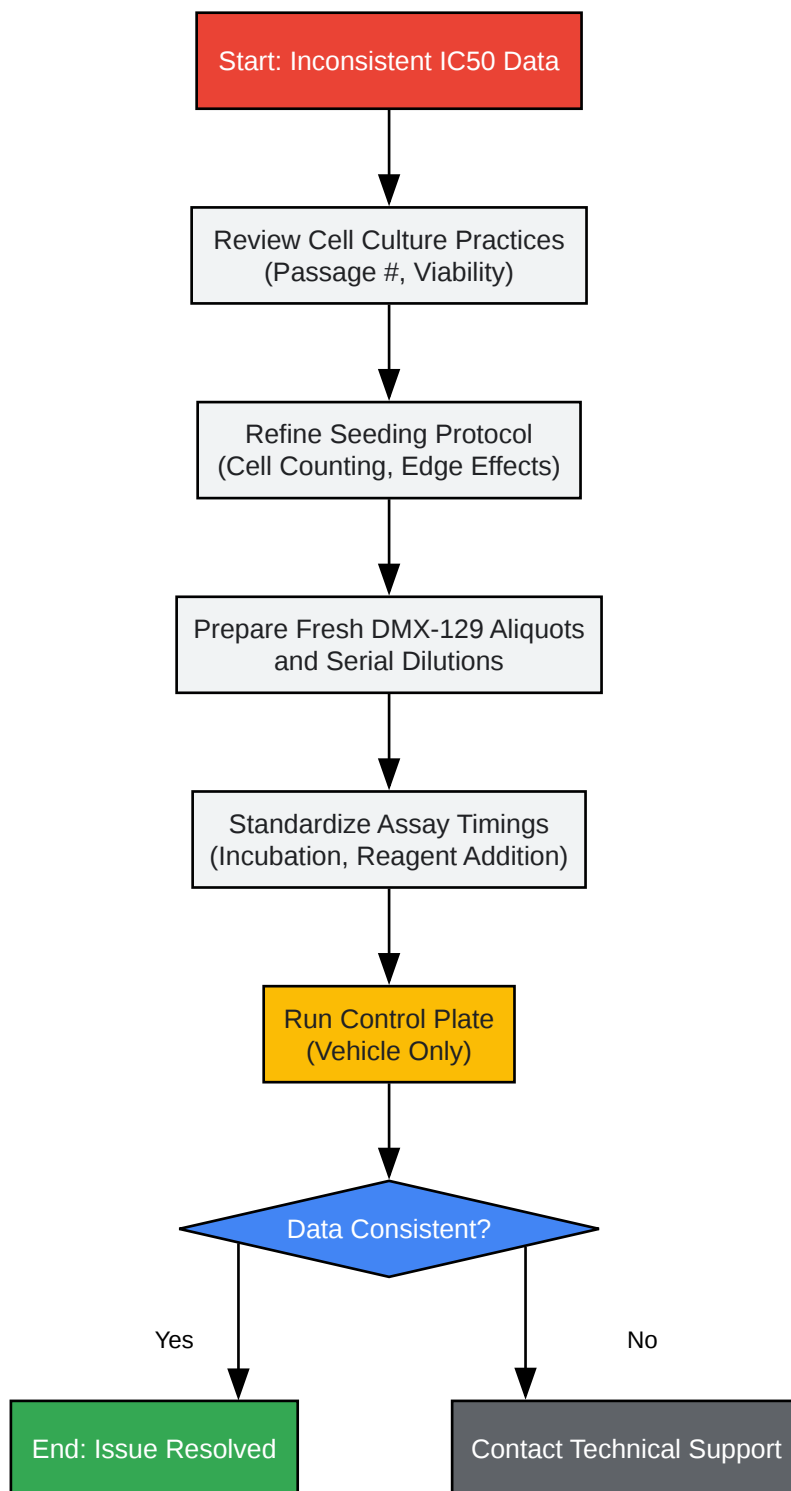 Start: Inconsistent IC50 Data
Review Cell Culture Practices
(Passage #, Viability)
Refine Seeding Protocol
(Cell Counting, Edge Effects)
Prepare Fresh DMX-129 Aliquots
and Serial Dilutions
Standardize Assay Timings
(Incubation, Reagent Addition)
Run Control Plate
(Vehicle Only)
Data Consistent?
Yes
No
End: Issue Resolved
Contact Technical Support